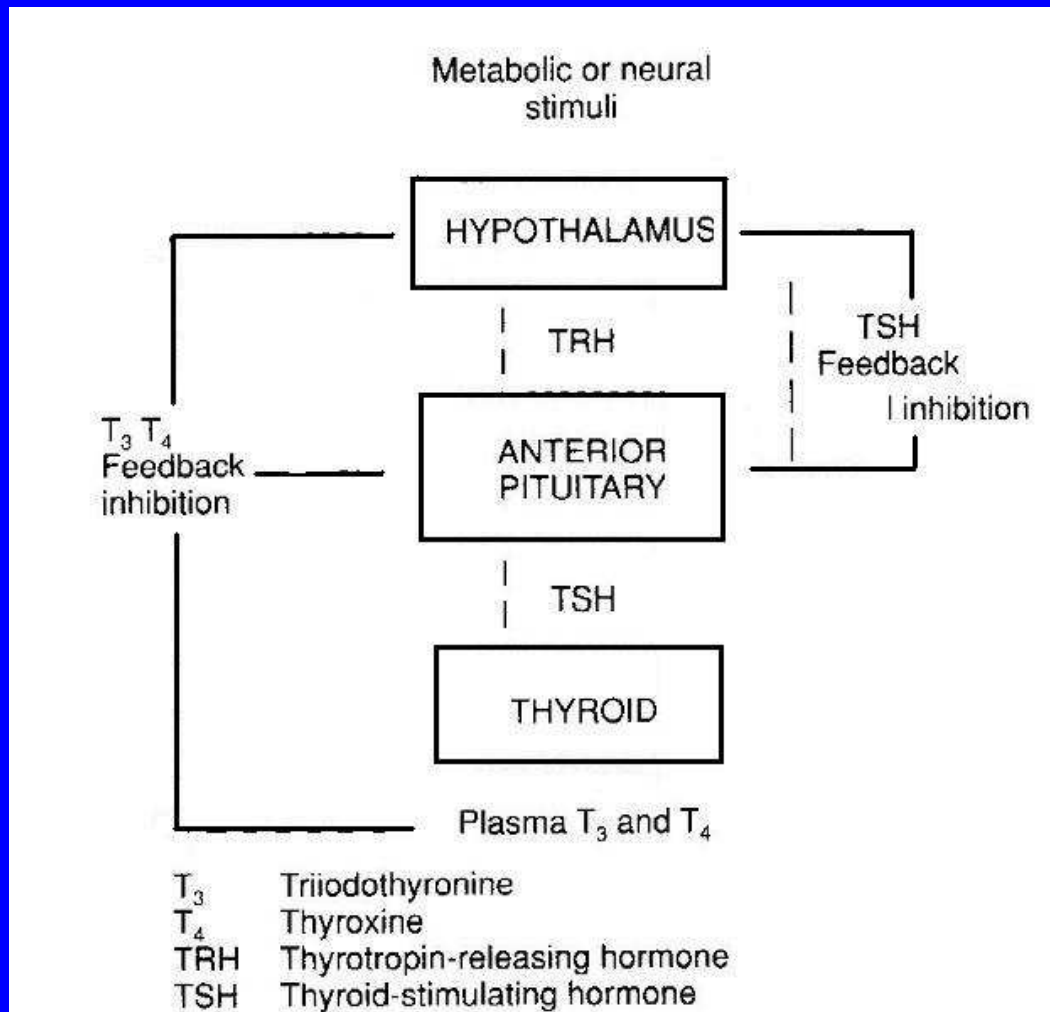 Metabolic or neural
stimuli
HYPOTHALAMUS
TRH
TSH
Feedback
inhibition
T₃ T₄
Feedback
inhibition
ANTERIOR
PITUITARY
TSH
THYROID
Plasma T₃ and T₄
T₃ Triiodothyronine
T₄ Thyroxine
TRH Thyrotropin-releasing hormone
TSH Thyroid-stimulating hormone